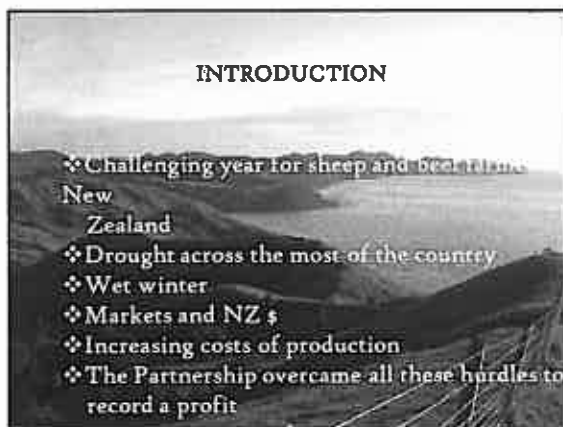 INTRODUCTION
❖Challenging year for sheep and beef farms
New
Zealand
❖Drought across the most of the country
❖Wet winter
❖Markets and NZ $
❖Increasing costs of production
❖The Partnership overcame all these hurdles to
record a profit